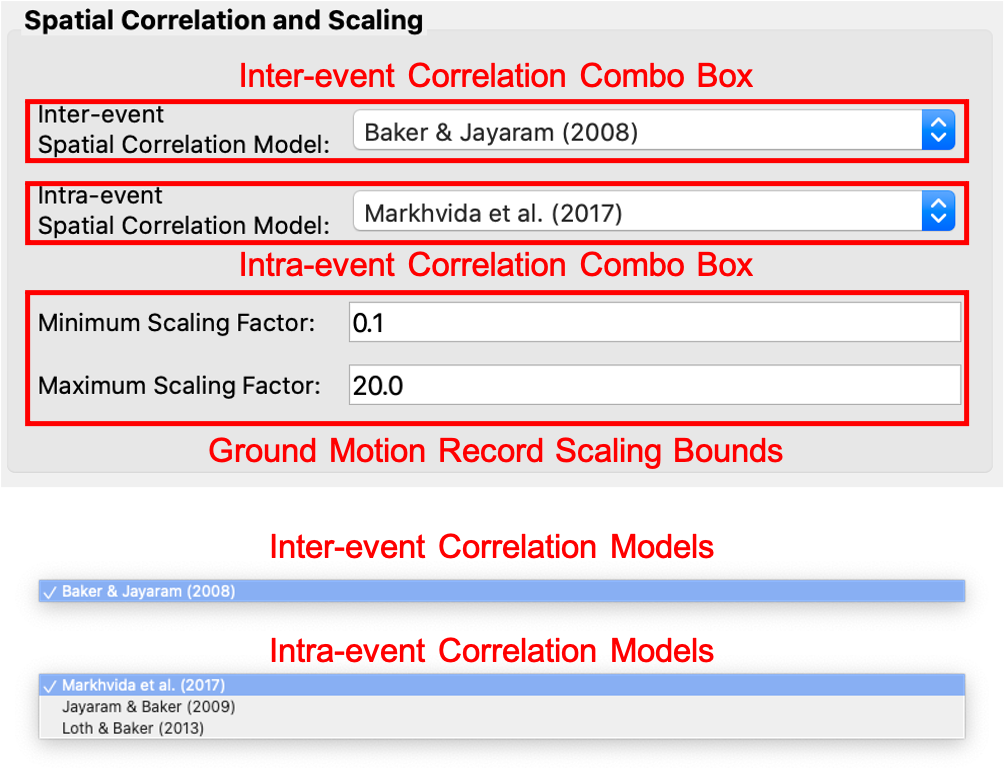 Spatial Correlation and Scaling
Inter-event Correlation Combo Box
Inter-event
Spatial Correlation Model:
Baker & Jayaram (2008)
Intra-event
Spatial Correlation Model:
Markhvida et al. (2017)
Intra-event Correlation Combo Box
Minimum Scaling Factor:
0.1
Maximum Scaling Factor:
20.0
Ground Motion Record Scaling Bounds
Inter-event Correlation Models
✓ Baker & Jayaram (2008)
Intra-event Correlation Models
✓ Markhvida et al. (2017)
Jayaram & Baker (2009)
Loth & Baker (2013)